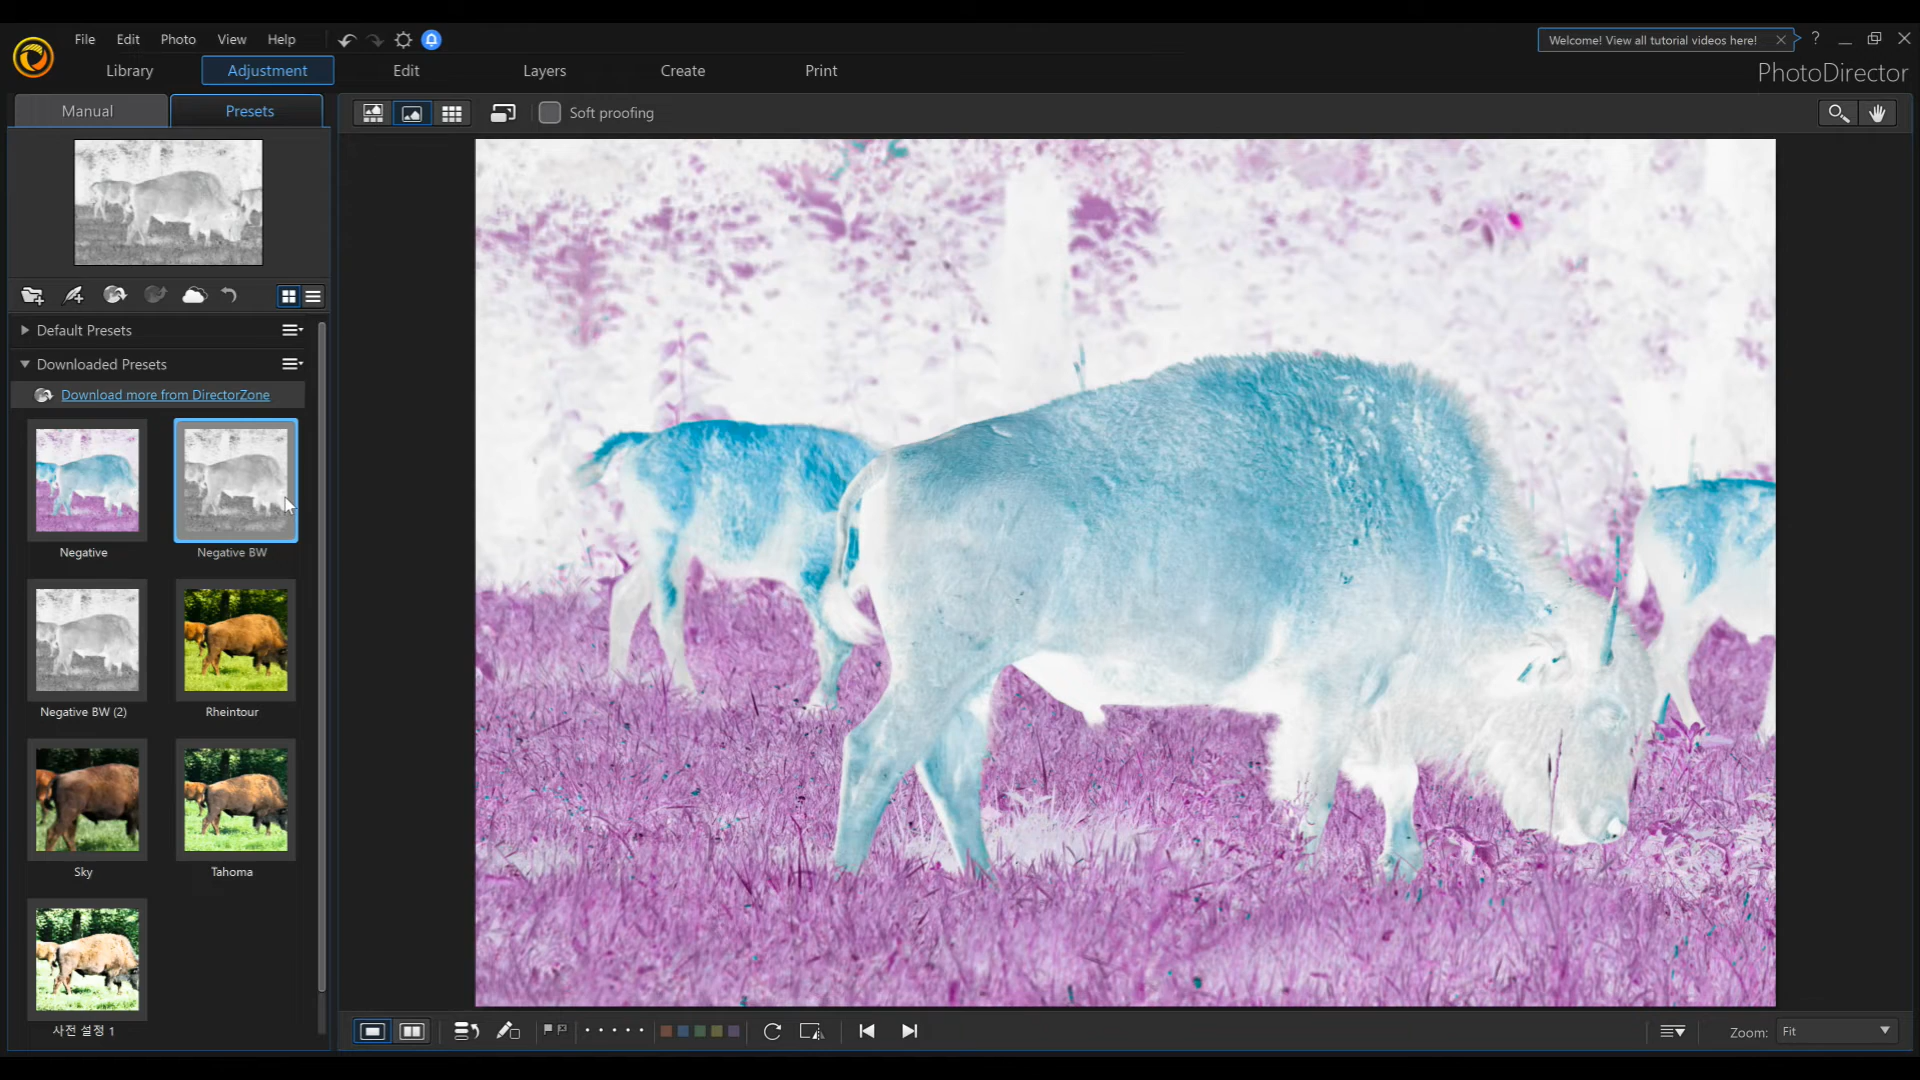 File Edit Photo View Help
Welcome! View all tutorial videos here!
Library Adjustment Edit Layers Create Print
PhotoDirector
Manual Presets
Soft proofing
Default Presets
Downloaded Presets
Download more from DirectorZone
Negative Negative BW
Negative BW (2) Rheintour
Sky Tahoma
사전 설정 1
Zoom: Fit